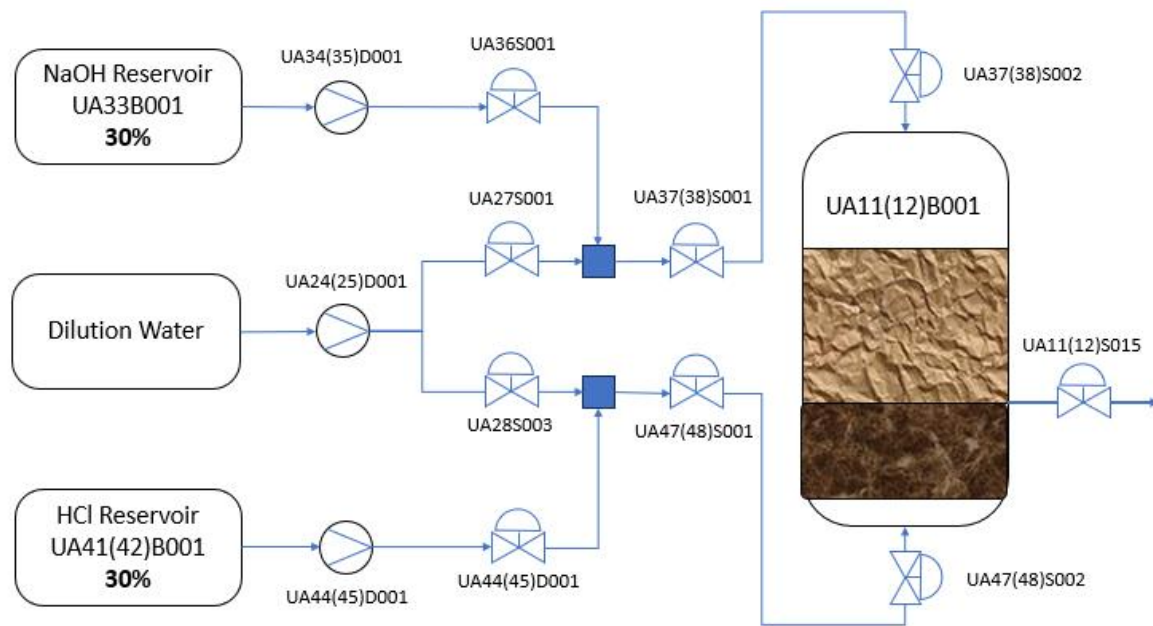 UA36S001
UA34(35)D001
NaOH Reservoir
UA33B001
30%
UA37(38)S002
UA27S001
UA37(38)S001
UA11(12)B001
UA24(25)D001
Dilution Water
UA11(12)S015
UA28S003
UA47(48)S001
HCl Reservoir
UA41(42)B001
30%
UA44(45)D001
UA44(45)D001
UA47(48)S002